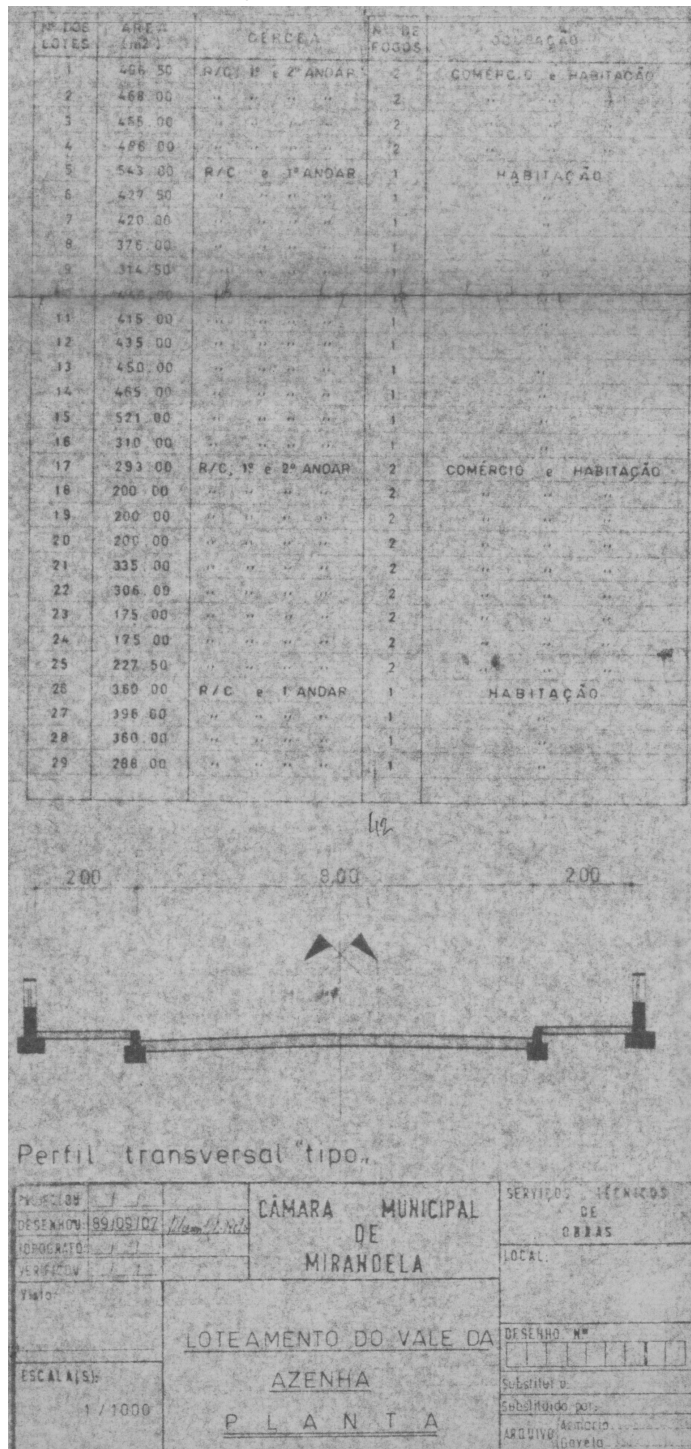 Nº DOS LOTES ÁREA (m2) CÉRCEA Nº DE FOGOS OCUPAÇÃO
1 496.50 R/C, 1º e 2º ANDAR 2 COMÉRCIO e HABITAÇÃO
2 468.00 " " " " 2 " " "
3 455.00 " " " " 2 " " "
4 486.00 " " " " 2 " " "
5 543.00 R/C e 1º ANDAR 1 HABITAÇÃO
6 427.50 " " " " 1 "
7 420.00 " " " " 1 "
8 376.00 " " " " 1 "
9 314.50 " " " " 1 "
11 415.00 " " " " 1 "
12 435.00 " " " " 1 "
13 450.00 " " " " 1 "
14 465.00 " " " " 1 "
15 521.00 " " " " 1 "
16 310.00 " " " " 1 "
17 293.00 R/C, 1º e 2º ANDAR 2 COMÉRCIO e HABITAÇÃO
18 200.00 " " " " 2 " " "
19 200.00 " " " " 2 " " "
20 200.00 " " " " 2 " " "
21 335.00 " " " " 2 " " "
22 306.00 " " " " 2 " " "
23 175.00 " " " " 2 " " "
24 175.00 " " " " 2 " " "
25 227.50 " " " " 2 " " "
26 360.00 R/C e 1º ANDAR 1 HABITAÇÃO
27 396.60 " " " " 1 "
28 360.00 " " " " 1 "
29 288.00 " " " " 1 "
2.00 8.00 2.00
Perfil transversal "tipo"
PROJECTOU
DESENHOU 89/09/07
TOPOGRAFOU
VERIFICOU
Visto:
ESCALA(S):
1/1000
CÂMARA MUNICIPAL
DE
MIRANDELA
LOTEAMENTO DO VALE DA
AZENHA
PLANTA
SERVIÇOS TÉCNICOS
DE
OBRAS
LOCAL:
DESENHO Nº
Substitui o:
Substituído por:
ARQUIVO Armário
Gaveta